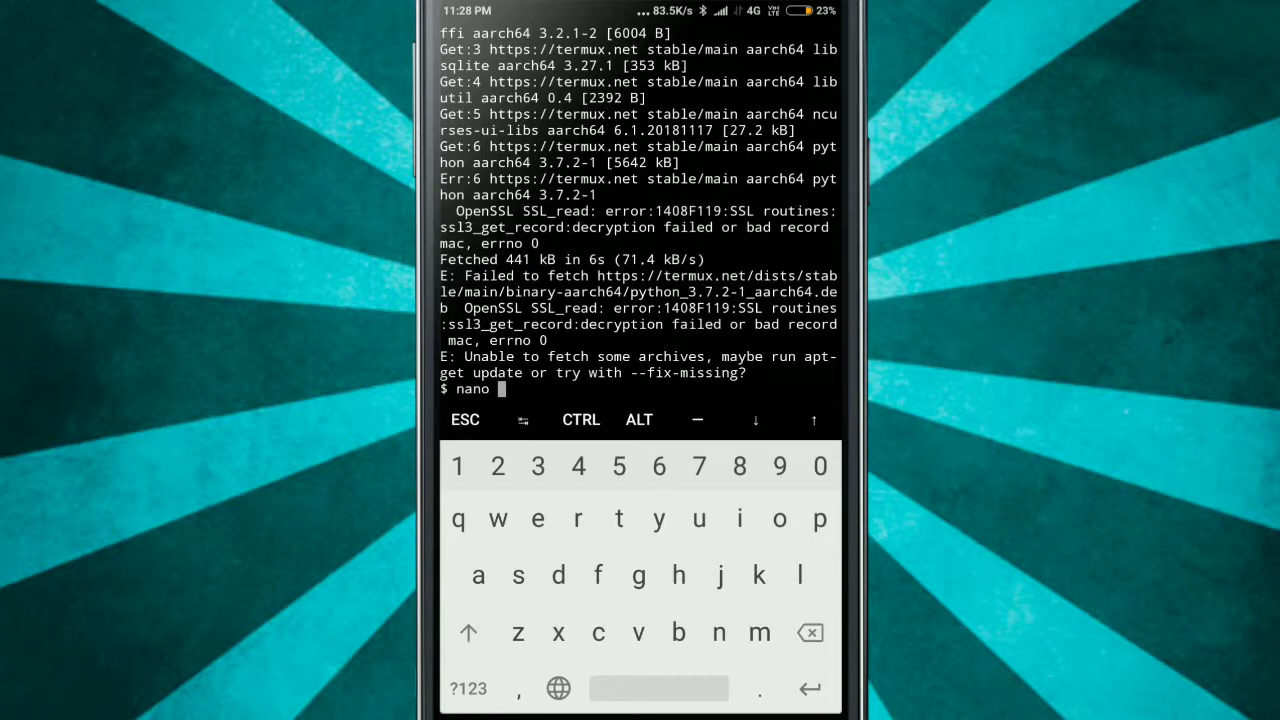 11:28 PM ... 83.5K/s 4G Vo LTE 23%
ffi aarch64 3.2.1-2 [6004 B]
Get:3 https://termux.net stable/main aarch64 lib
sqlite aarch64 3.27.1 [353 kB]
Get:4 https://termux.net stable/main aarch64 lib
util aarch64 0.4 [2392 B]
Get:5 https://termux.net stable/main aarch64 ncu
rses-ui-libs aarch64 6.1.20181117 [27.2 kB]
Get:6 https://termux.net stable/main aarch64 pyt
hon aarch64 3.7.2-1 [5642 kB]
Err:6 https://termux.net stable/main aarch64 pyt
hon aarch64 3.7.2-1
OpenSSL SSL_read: error:1408F119:SSL routines:
ssl3_get_record:decryption failed or bad record
mac, errno 0
Fetched 441 kB in 6s (71.4 kB/s)
E: Failed to fetch https://termux.net/dists/stab
le/main/binary-aarch64/python_3.7.2-1_aarch64.de
b  OpenSSL SSL_read: error:1408F119:SSL routines
:ssl3_get_record:decryption failed or bad record
mac, errno 0
E: Unable to fetch some archives, maybe run apt-
get update or try with --fix-missing?
$ nano
ESC ↹ CTRL ALT — ↓ ↑
1 2 3 4 5 6 7 8 9 0
q w e r t y u i o p
a s d f g h j k l
z x c v b n m
?123 , .